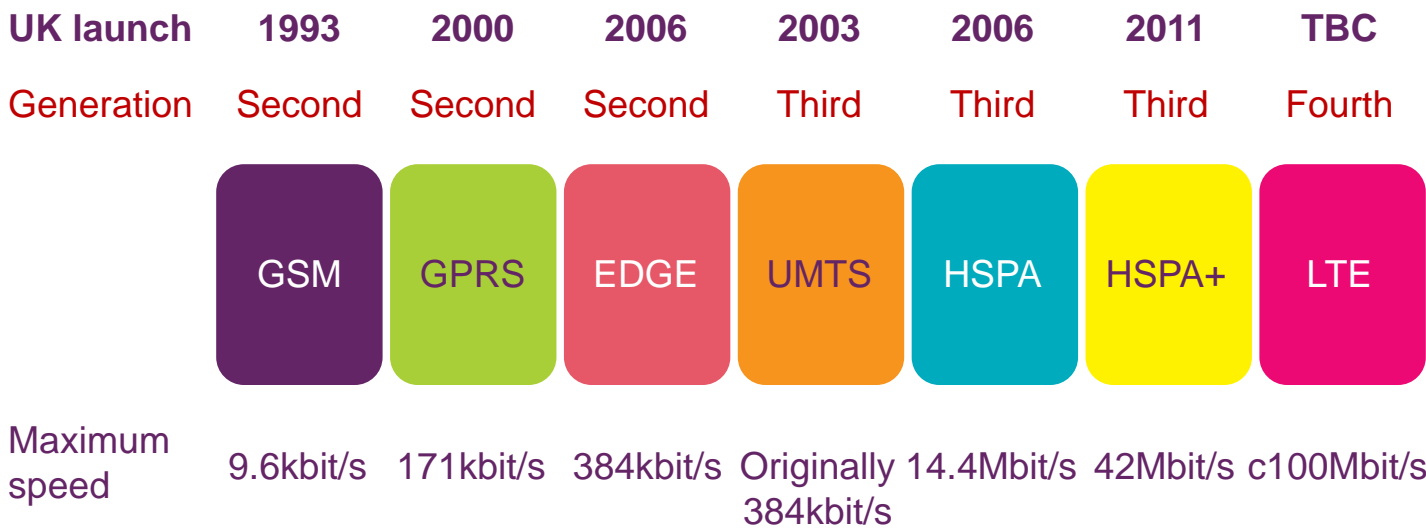 UK launch 1993 2000 2006 2003 2006 2011 TBC
Generation Second Second Second Third Third Third Fourth
GSM GPRS EDGE UMTS HSPA HSPA+ LTE
Maximum
speed 9.6kbit/s 171kbit/s 384kbit/s Originally 14.4Mbit/s 42Mbit/s c100Mbit/s
384kbit/s